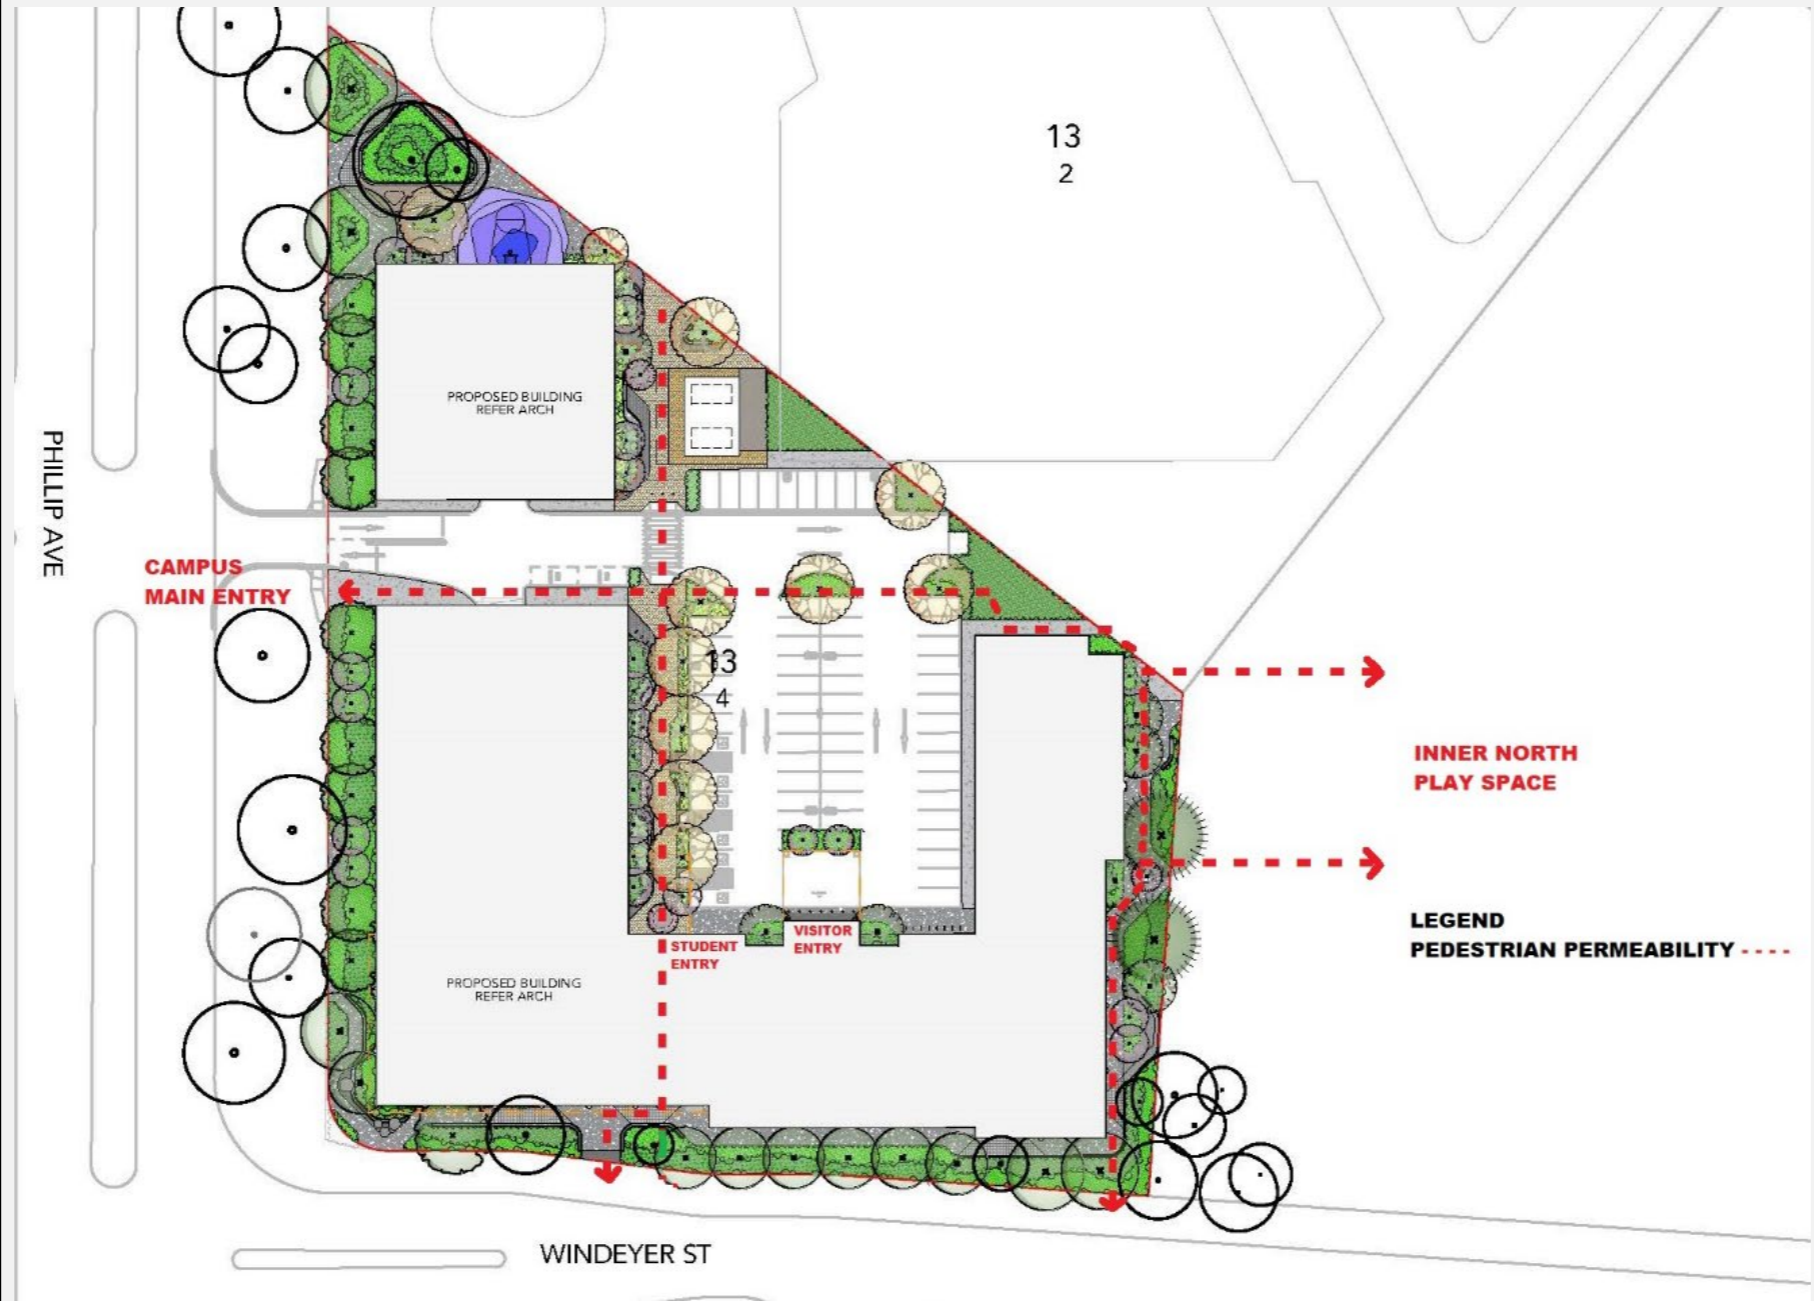 13
2
PROPOSED BUILDING
REFER ARCH
PHILLIP AVE
CAMPUS
MAIN ENTRY
13
4
INNER NORTH
PLAY SPACE
LEGEND
PEDESTRIAN PERMEABILITY ----
STUDENT
ENTRY
VISITOR
ENTRY
PROPOSED BUILDING
REFER ARCH
WINDEYER ST